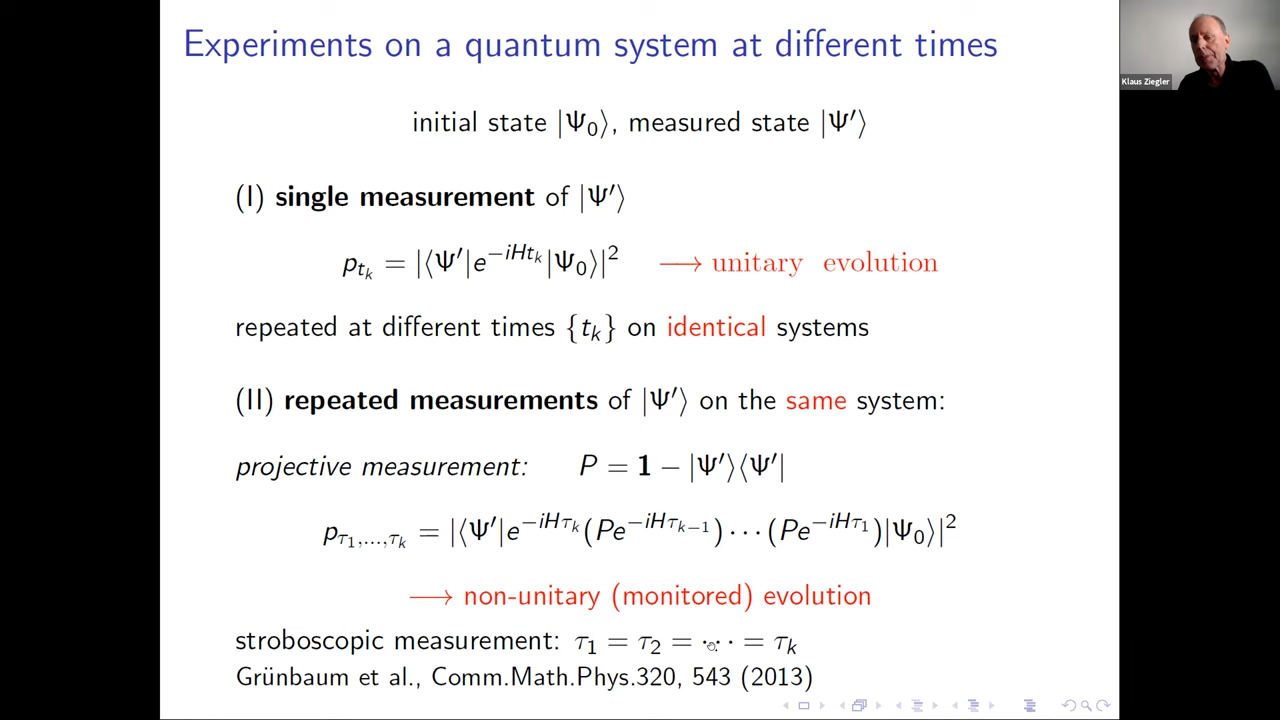 Experiments on a quantum system at different times
Klaus Ziegler
initial state |Ψ₀⟩, measured state |Ψ′⟩
(I) single measurement of |Ψ′⟩
p_{t_k} = |⟨Ψ′|e^{−iHt_k}|Ψ₀⟩|² ⟶ unitary evolution
repeated at different times {t_k} on identical systems
(II) repeated measurements of |Ψ′⟩ on the same system:
projective measurement: P = 1 − |Ψ′⟩⟨Ψ′|
p_{τ₁,...,τ_k} = |⟨Ψ′|e^{−iHτ_k}(Pe^{−iHτ_{k−1}})···(Pe^{−iHτ₁})|Ψ₀⟩|²
⟶ non-unitary (monitored) evolution
stroboscopic measurement: τ₁ = τ₂ = ··· = τ_k
Grünbaum et al., Comm.Math.Phys.320, 543 (2013)